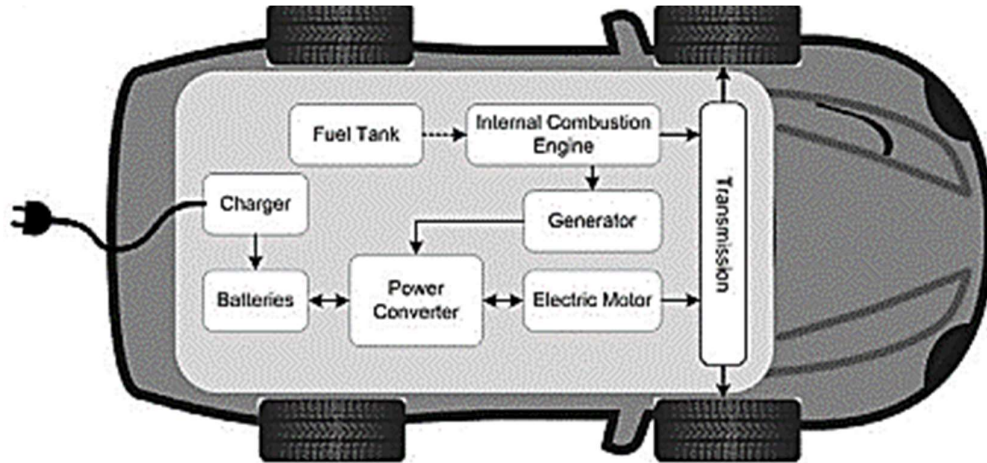 Fuel Tank
Internal Combustion
Engine
Transmission
Charger
Generator
Batteries
Power
Converter
Electric Motor